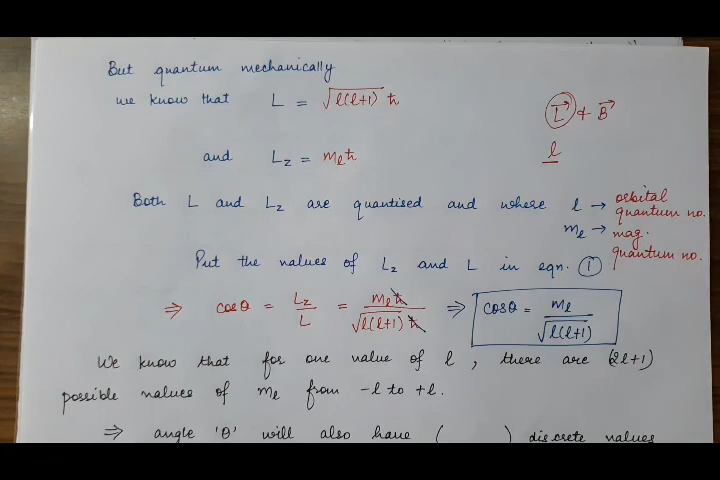 But quantum mechanically
we know that L = √l(l+1) ħ
L⃗ & B⃗
l
and Lz = mlħ
Both L and Lz are quantised and where l → orbital quantum no.
ml → mag. quantum no.
Put the values of Lz and L in eqn. ①
⇒ cosθ = Lz/L = mlħ/√l(l+1) ħ ⇒ cosθ = ml/√l(l+1)
We know that for one value of l, there are (2l+1)
possible values of ml from -l to +l.
⇒ angle 'θ' will also have ( ) discrete values